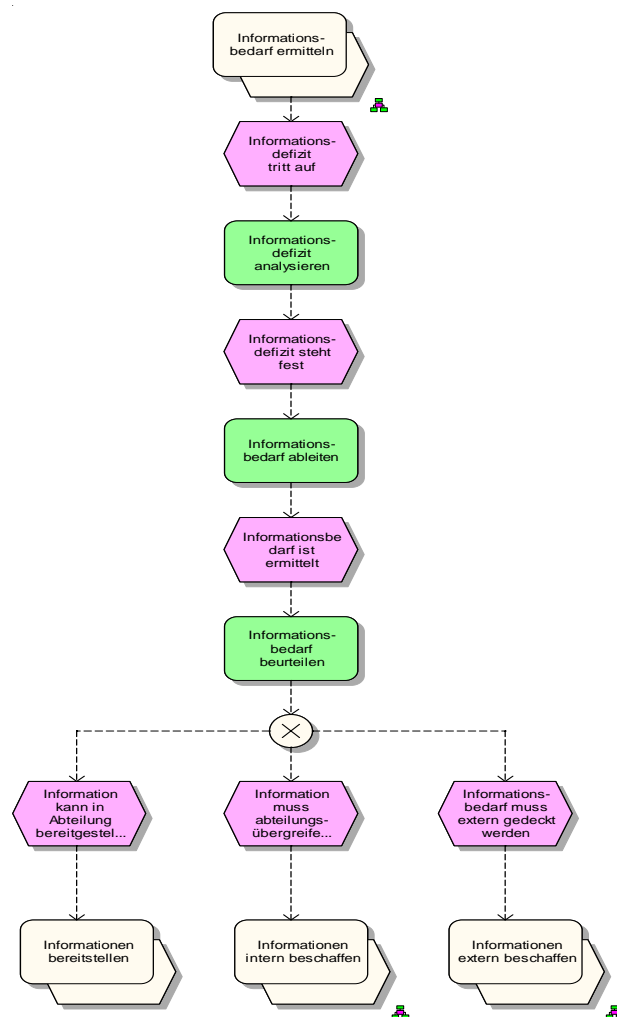 Informations-
bedarf ermitteln
Informations-
defizit
tritt auf
Informations-
defizit
analysieren
Informations-
defizit steht
fest
Informations-
bedarf ableiten
Informationsbe
darf ist
ermittelt
Informations-
bedarf
beurteilen
Information
kann in
Abteilung
bereitgestel...
Information
muss
abteilungs-
übergreife...
Informations-
bedarf muss
extern gedeckt
werden
Informationen
bereitstellen
Informationen
intern beschaffen
Informationen
extern beschaffen